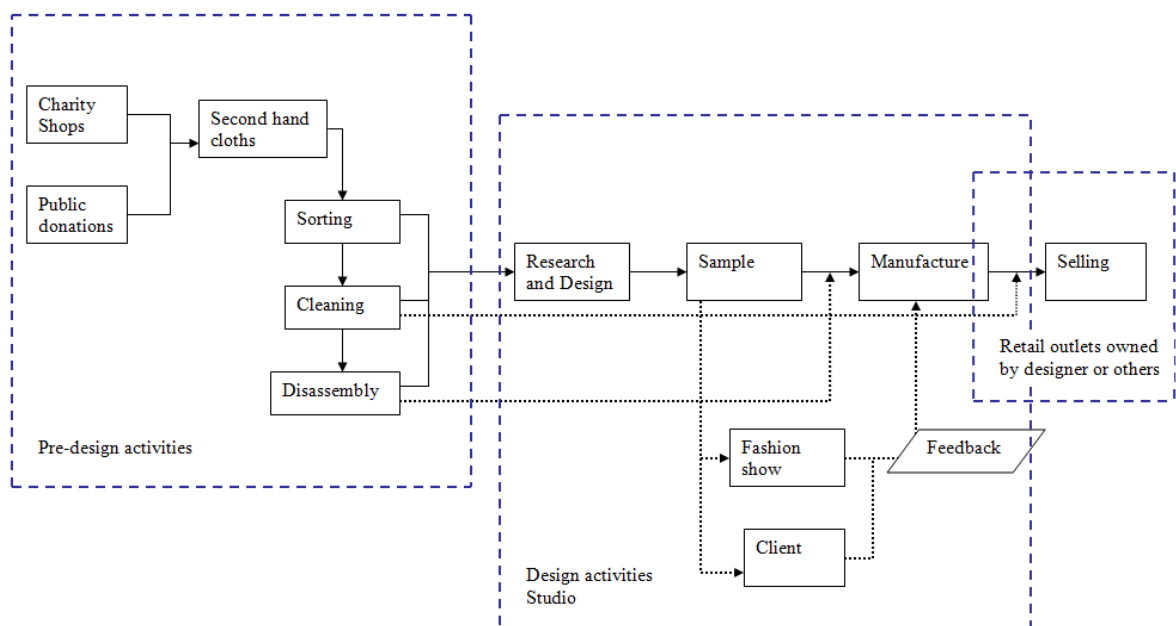 Charity
Shops
Second hand
cloths
Public
donations
Sorting
Cleaning
Disassembly
Pre-design activities
Research
and Design
Sample
Manufacture
Selling
Retail outlets owned
by designer or others
Fashion
show
Feedback
Client
Design activities
Studio